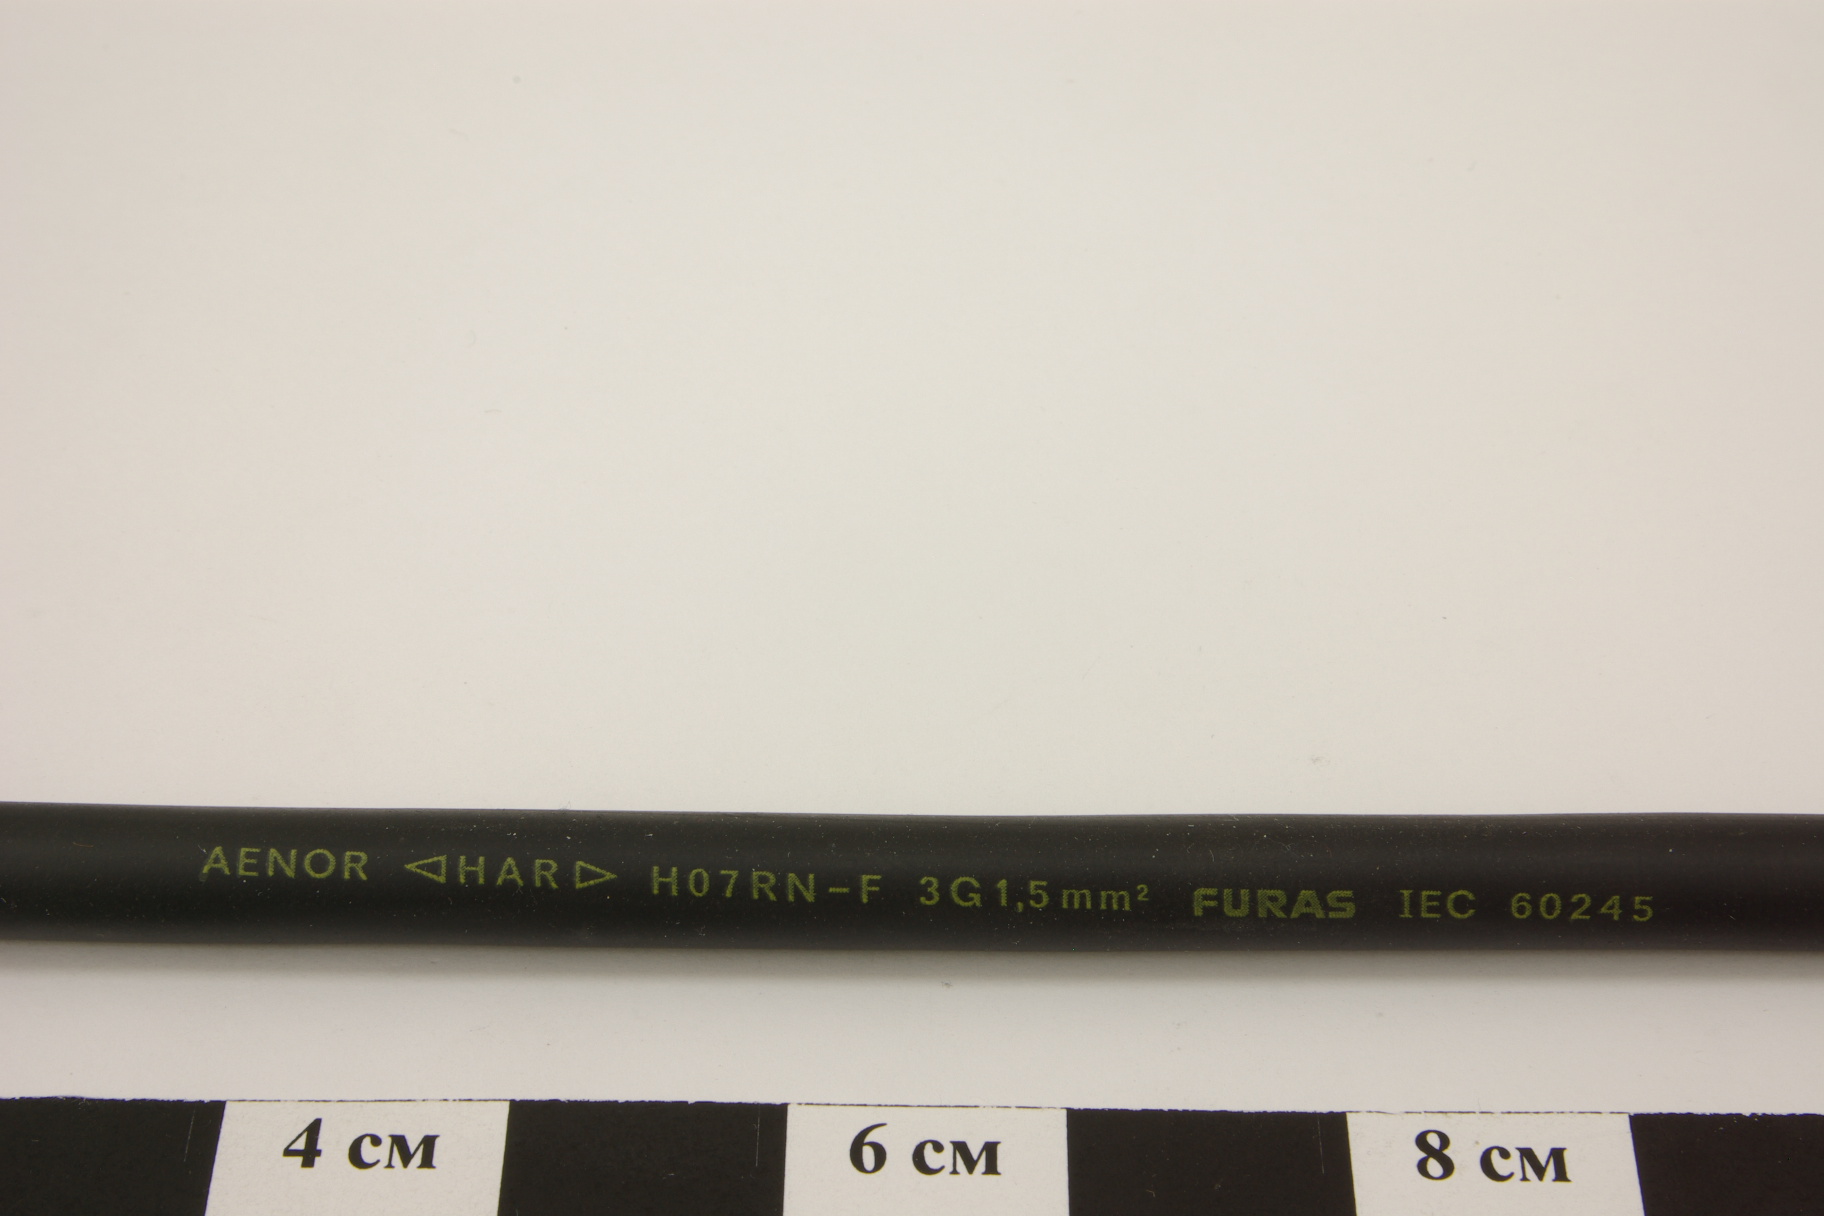 AENOR ◁HAR▷ H07RN-F 3G1,5mm² FURAS IEC 60245
4 см 6 см 8 см